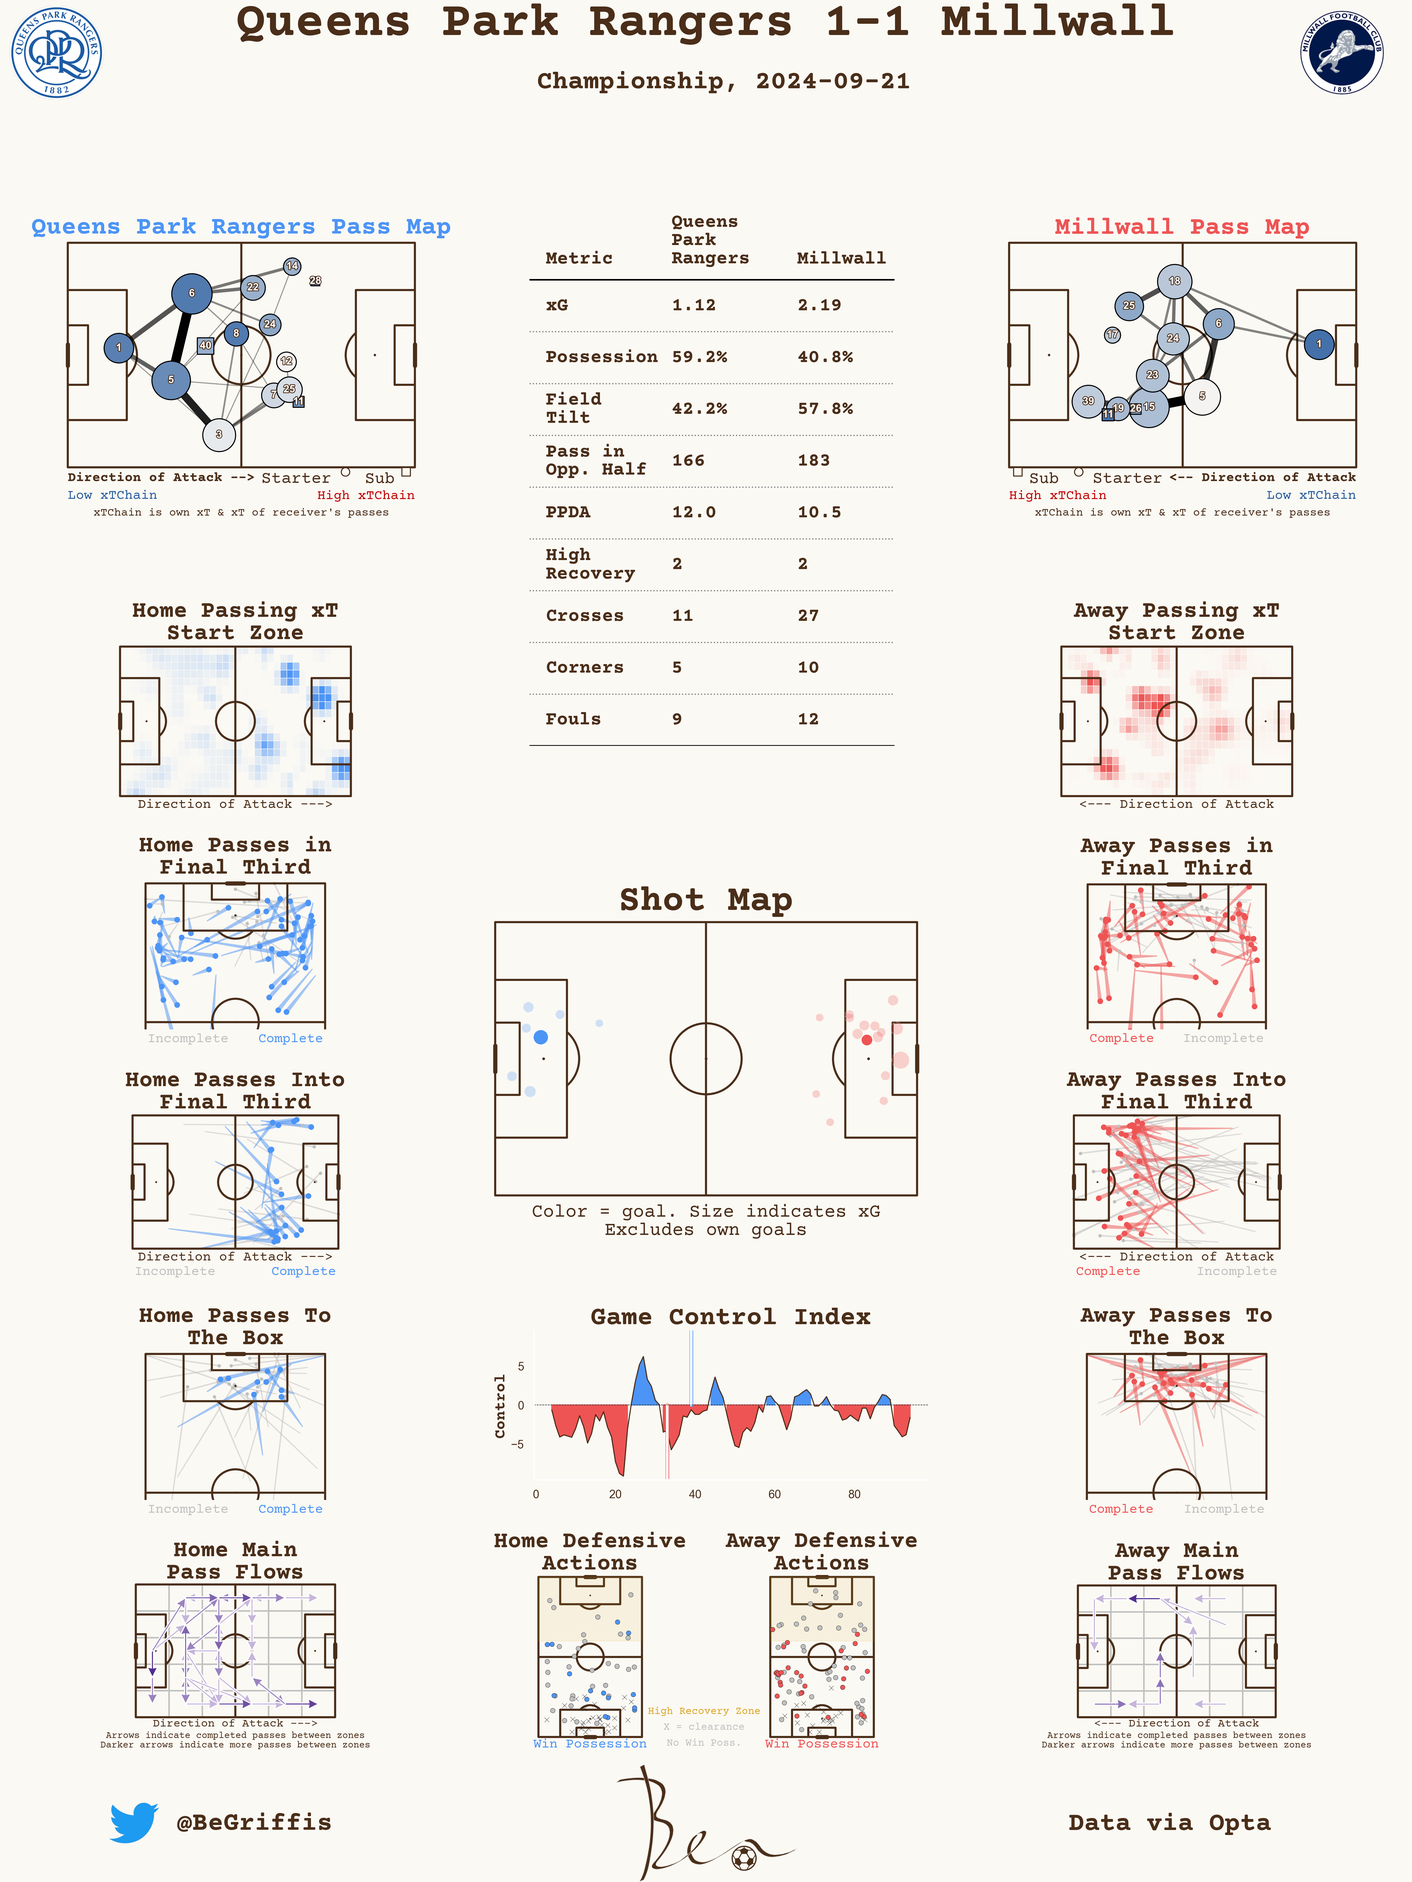 Queens Park Rangers 1-1 Millwall
Championship, 2024-09-21
QUEENS PARK RANGERS
1882
MILLWALL FOOTBALL CLUB
1885
Queens Park Rangers Pass Map
14
28
6
22
24
8
40
1
12
5
7
25
11
3
Direction of Attack --> Starter Sub
Low xTChain High xTChain
xTChain is own xT & xT of receiver's passes
Metric Queens Park Rangers Millwall
xG 1.12 2.19
Possession 59.2% 40.8%
Field Tilt 42.2% 57.8%
Pass in Opp. Half 166 183
PPDA 12.0 10.5
High Recovery 2 2
Crosses 11 27
Corners 5 10
Fouls 9 12
Millwall Pass Map
18
25
6
17
24
1
23
5
39
11
19
26
15
Sub Starter <-- Direction of Attack
High xTChain Low xTChain
xTChain is own xT & xT of receiver's passes
Home Passing xT
Start Zone
Direction of Attack --->
Away Passing xT
Start Zone
<--- Direction of Attack
Home Passes in
Final Third
Incomplete Complete
Shot Map
Color = goal. Size indicates xG
Excludes own goals
Away Passes in
Final Third
Complete Incomplete
Home Passes Into
Final Third
Direction of Attack --->
Incomplete Complete
Away Passes Into
Final Third
<--- Direction of Attack
Complete Incomplete
Home Passes To
The Box
Incomplete Complete
Game Control Index
Control
5
0
−5
0 20 40 60 80
Away Passes To
The Box
Complete Incomplete
Home Main
Pass Flows
Direction of Attack --->
Arrows indicate completed passes between zones
Darker arrows indicate more passes between zones
Home Defensive
Actions
Win Possession
High Recovery Zone
X = clearance
No Win Poss.
Away Defensive
Actions
Win Possession
Away Main
Pass Flows
<--- Direction of Attack
Arrows indicate completed passes between zones
Darker arrows indicate more passes between zones
@BeGriffis
Ben
Data via Opta